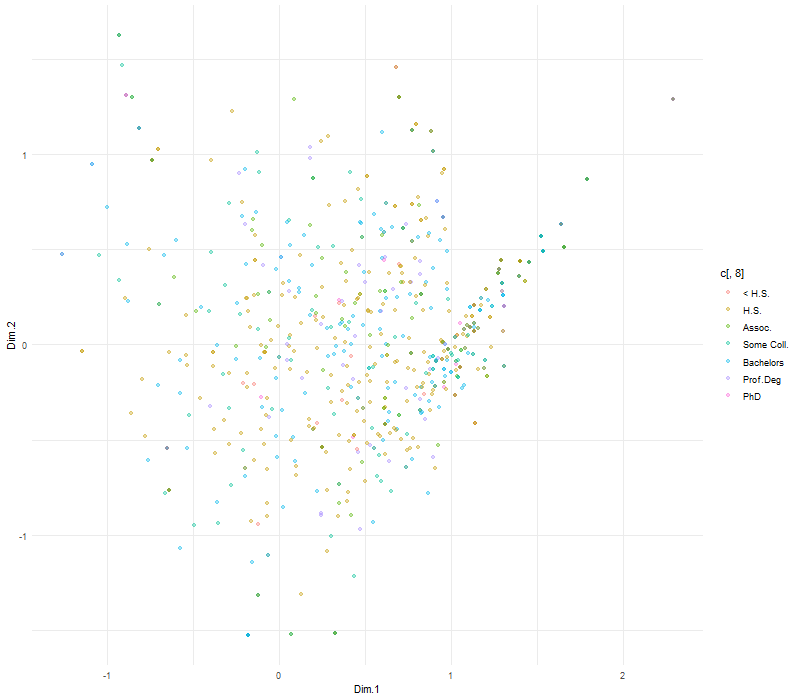 1
0
-1
Dim.2
-1
0
1
2
Dim.1
c[, 8]
< H.S.
H.S.
Assoc.
Some Coll.
Bachelors
Prof.Deg
PhD